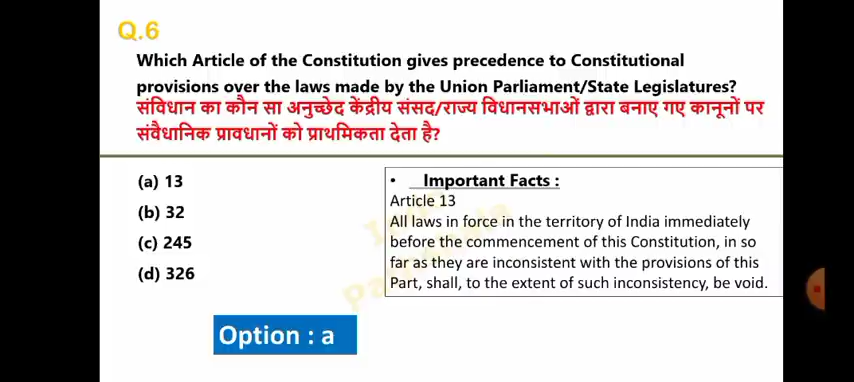 Q.6
Which Article of the Constitution gives precedence to Constitutional
provisions over the laws made by the Union Parliament/State Legislatures?
संविधान का कौन सा अनुच्छेद केंद्रीय संसद/राज्य विधानसभाओं द्वारा बनाए गए कानूनों पर
संवैधानिक प्रावधानों को प्राथमिकता देता है?
(a) 13
(b) 32
(c) 245
(d) 326
• Important Facts :
Article 13
All laws in force in the territory of India immediately
before the commencement of this Constitution, in so
far as they are inconsistent with the provisions of this
Part, shall, to the extent of such inconsistency, be void.
Option : a